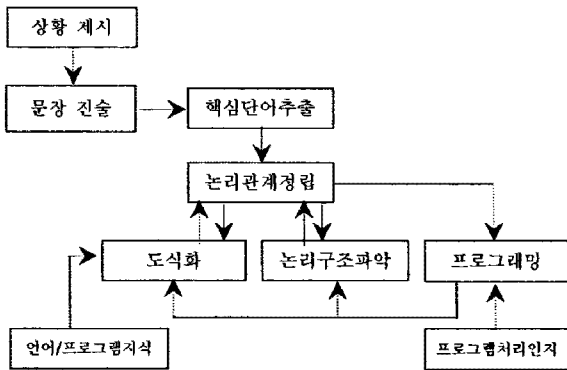 상황 제시
문장 진술
핵심단어추출
논리관계정립
도식화
논리구조파악
프로그래밍
언어/프로그램지식
프로그램처리인지